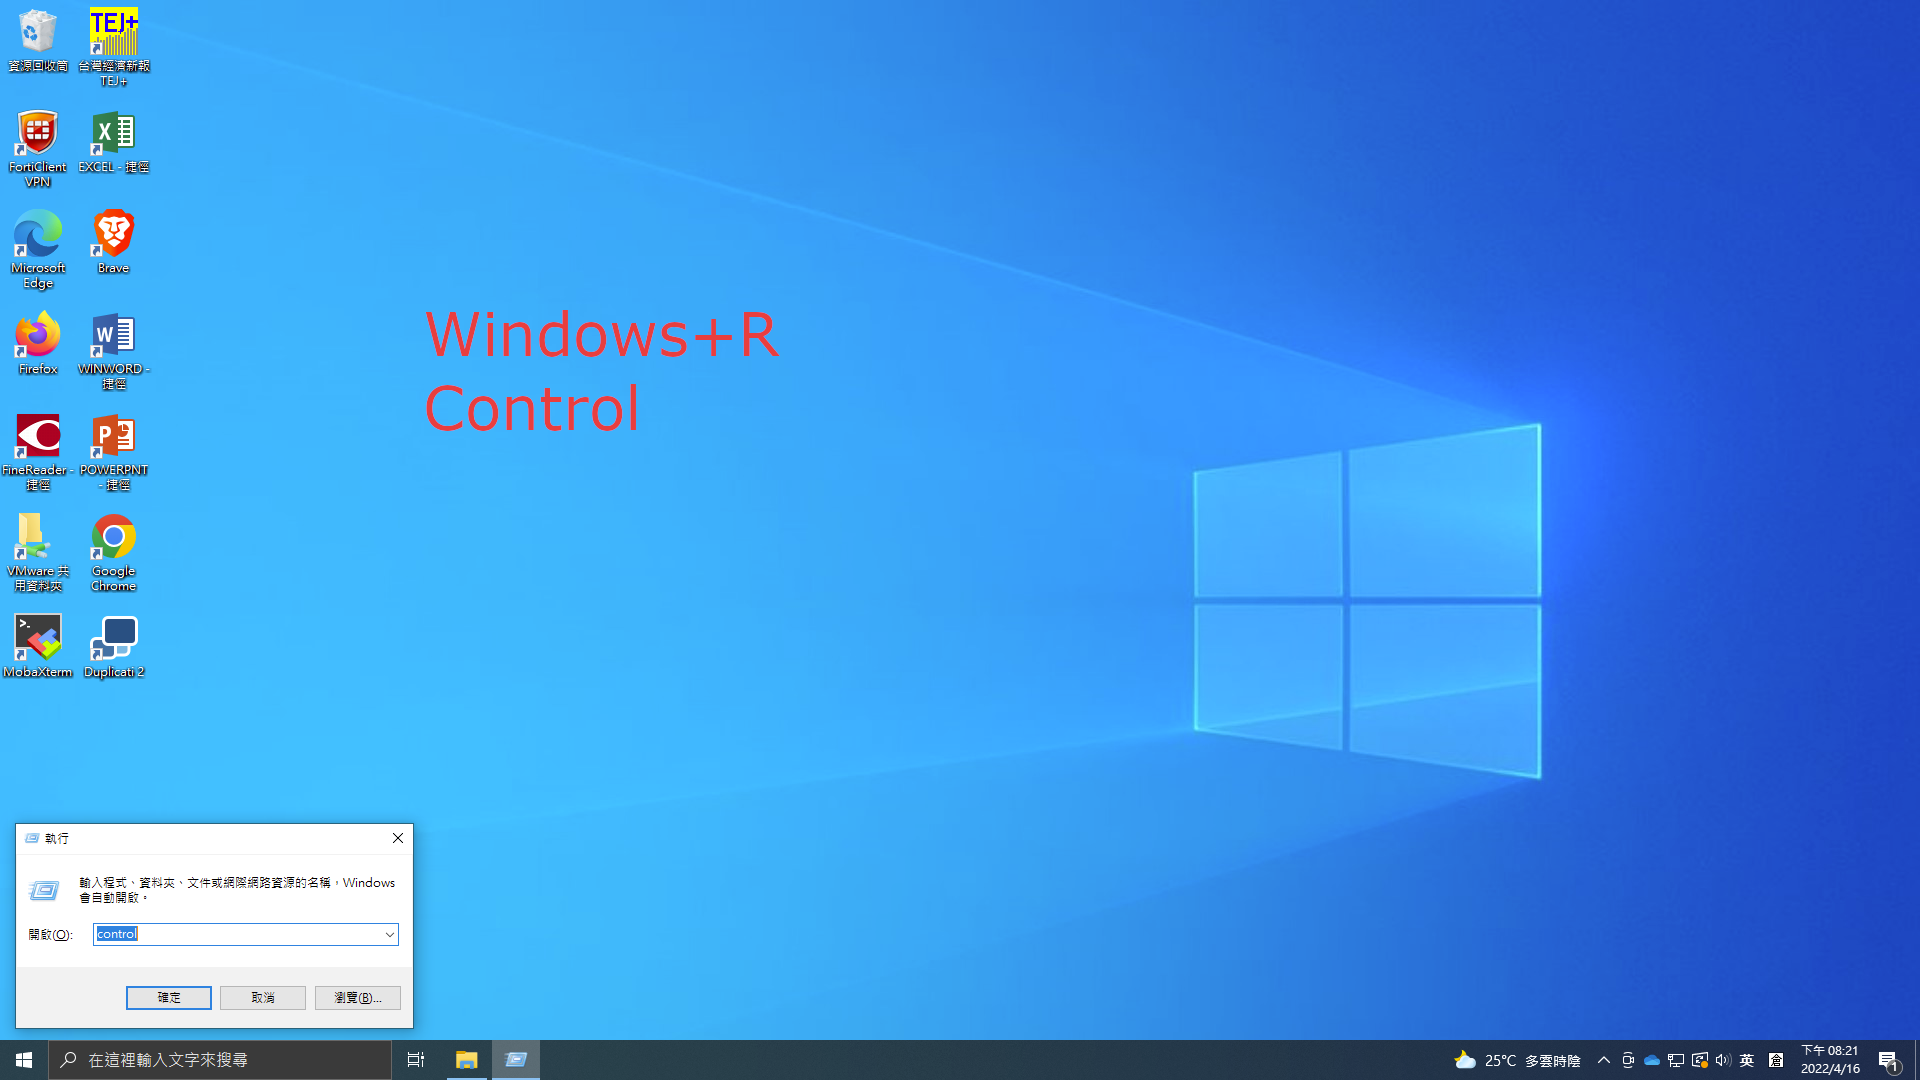 資源回收筒
TEJ+
台灣經濟新報
TEJ+
FortiClient
VPN
X
EXCEL - 捷徑
Microsoft
Edge
Brave
Firefox
W
WINWORD -
捷徑
FineReader -
捷徑
P
POWERPNT
- 捷徑
VMware 共
用資料夾
Google
Chrome
>_
MobaXterm
Duplicati 2
Windows+R
Control
執行
輸入程式、資料夾、文件或網際網路資源的名稱，Windows
會自動開啟。
開啟(O):
control
確定
取消
瀏覽(B)...
在這裡輸入文字來搜尋
25°C 多雲時陰
英
倉
下午 08:21
2022/4/16
1